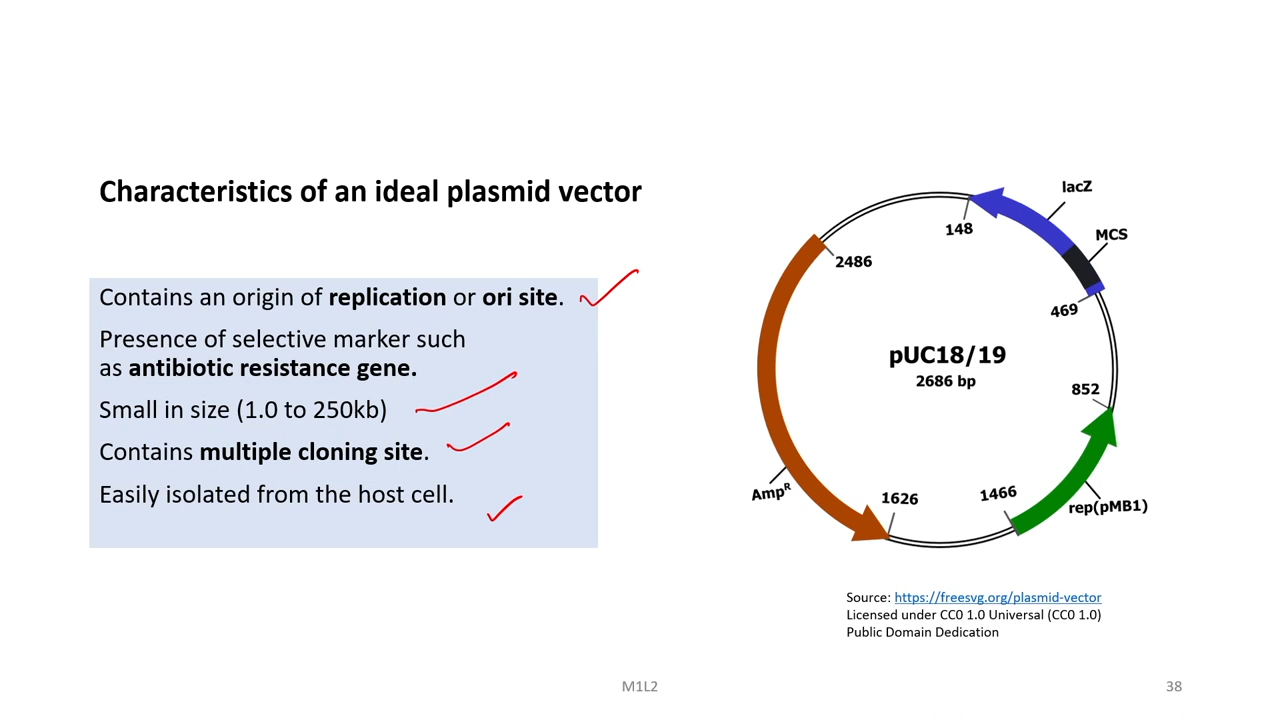 Characteristics of an ideal plasmid vector
Contains an origin of replication or ori site.
Presence of selective marker such
as antibiotic resistance gene.
Small in size (1.0 to 250kb)
Contains multiple cloning site.
Easily isolated from the host cell.
lacZ
MCS
148
2486
469
pUC18/19
2686 bp
852
Amp^R
1626
1466
rep(pMB1)
Source: https://freesvg.org/plasmid-vector
Licensed under CC0 1.0 Universal (CC0 1.0)
Public Domain Dedication
M1L2
38